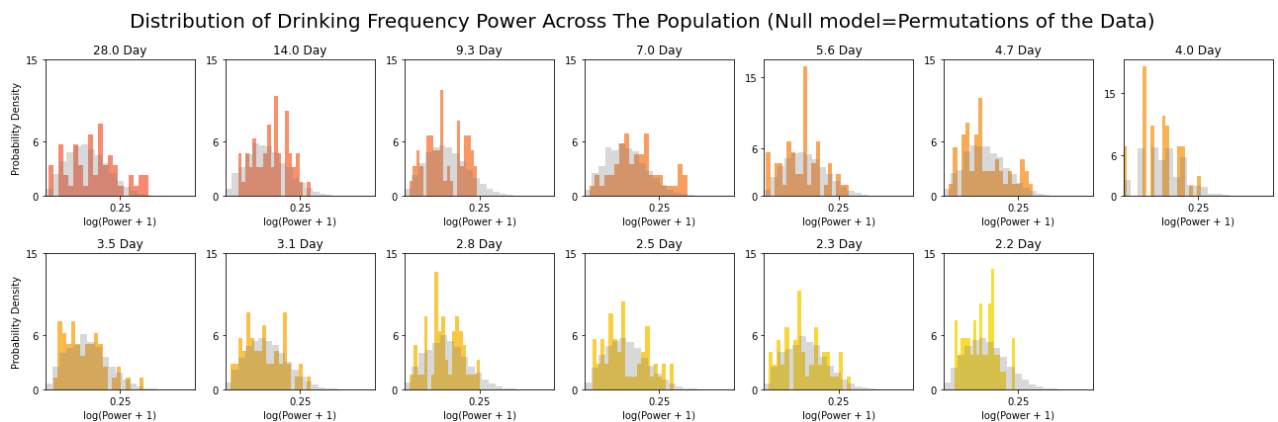 Distribution of Drinking Frequency Power Across The Population (Null model=Permutations of the Data)
28.0 Day
14.0 Day
9.3 Day
7.0 Day
5.6 Day
4.7 Day
4.0 Day
Probability Density
15
6
0
15
6
0
15
6
0
15
6
0
15
6
0
15
6
0
15
6
0
0.25
0.25
0.25
0.25
0.25
0.25
0.25
log(Power + 1)
log(Power + 1)
log(Power + 1)
log(Power + 1)
log(Power + 1)
log(Power + 1)
log(Power + 1)
3.5 Day
3.1 Day
2.8 Day
2.5 Day
2.3 Day
2.2 Day
Probability Density
15
6
0
15
6
0
15
6
0
15
6
0
15
6
0
15
6
0
0.25
0.25
0.25
0.25
0.25
0.25
log(Power + 1)
log(Power + 1)
log(Power + 1)
log(Power + 1)
log(Power + 1)
log(Power + 1)